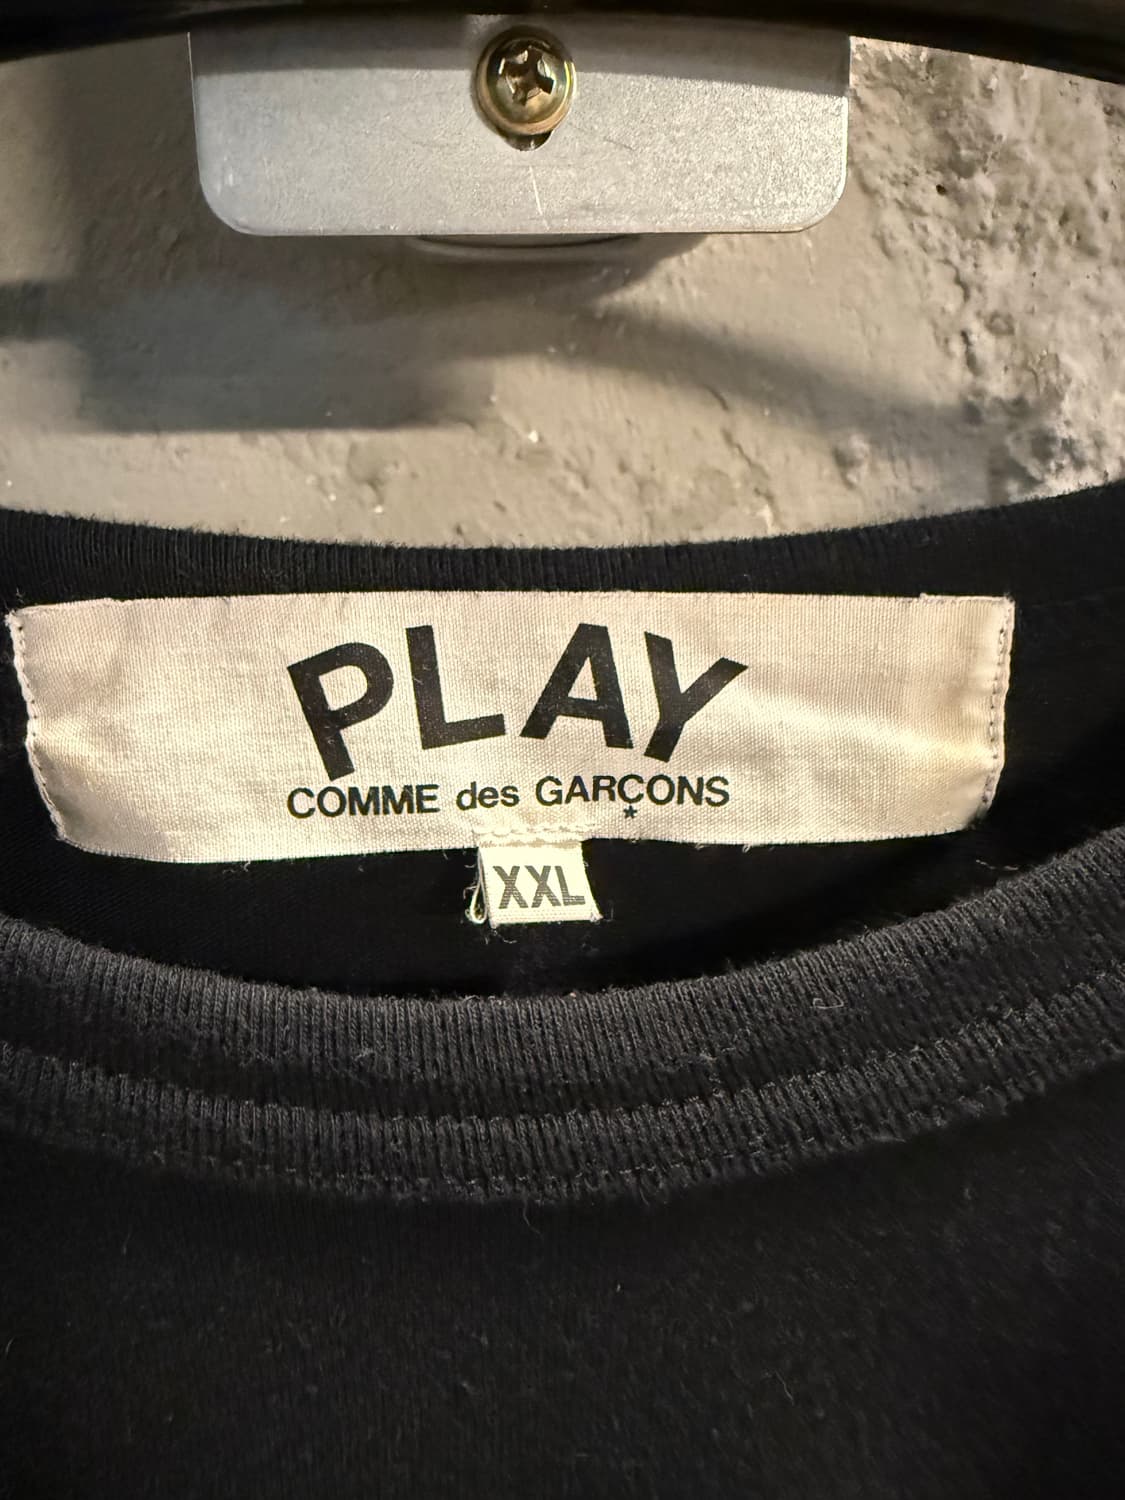 PLAY
COMME des GARÇONS
*
XXL